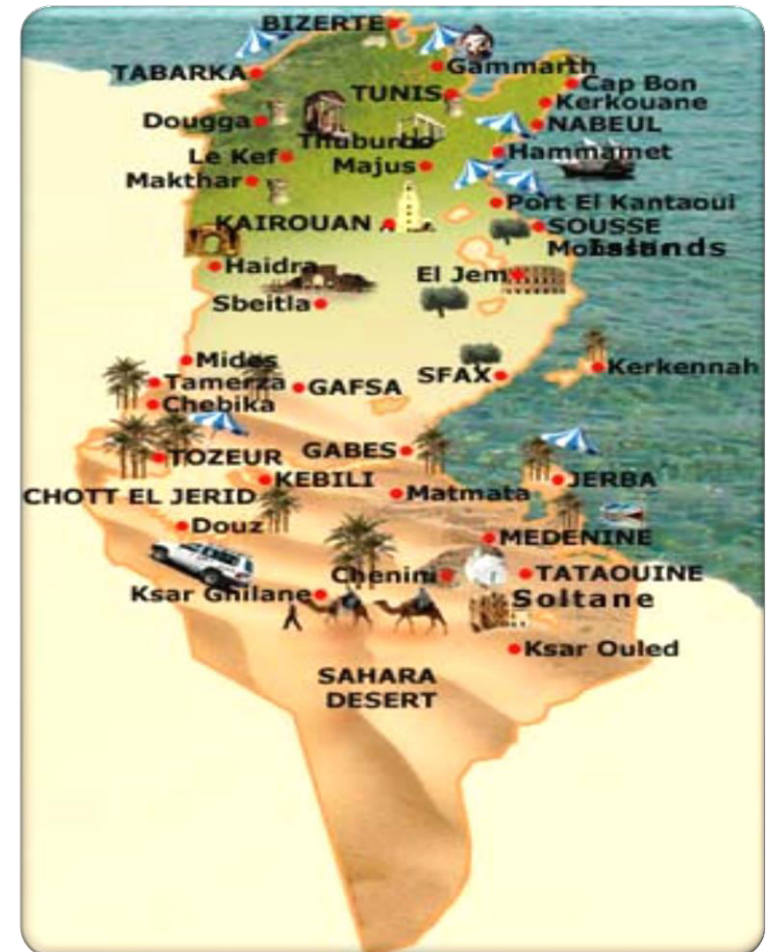 BIZERTE
TABARKA
Gammarth
Cap Bon
TUNIS
Kerkouane
Dougga
NABEUL
Thuburdo
Le Kef
Majus
Hammamet
Makthar
Port El Kantaoui
KAIROUAN
SOUSSE
Islands
Haidra
El Jem
Sbeitla
Mides
Kerkennah
Tamerza
GAFSA
SFAX
Chebika
TOZEUR
GABES
KEBILI
JERBA
CHOTT EL JERID
Matmata
Douz
MEDENINE
Chenini
TATAOUINE
Ksar Ghilane
Soltane
Ksar Ouled
SAHARA
DESERT